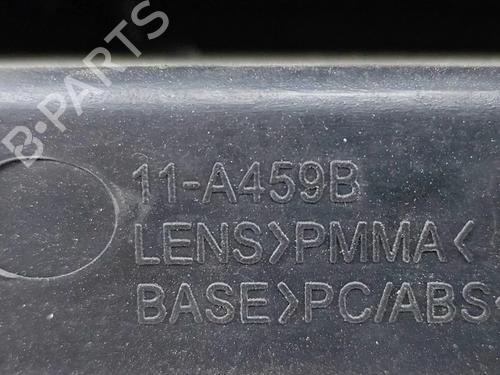 B-PARTS
11-A459B
LENS>PMMA<
BASE>PC/ABS<